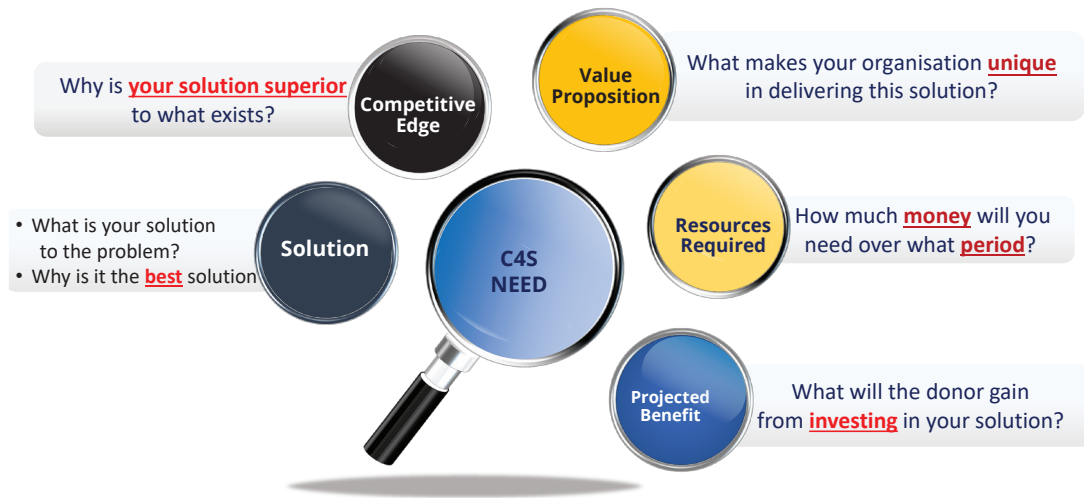 Why is your solution superior
to what exists?
Competitive
Edge
Value
Proposition
What makes your organisation unique
in delivering this solution?
• What is your solution
to the problem?
• Why is it the best solution
Solution
C4S
NEED
Resources
Required
How much money will you
need over what period?
Projected
Benefit
What will the donor gain
from investing in your solution?